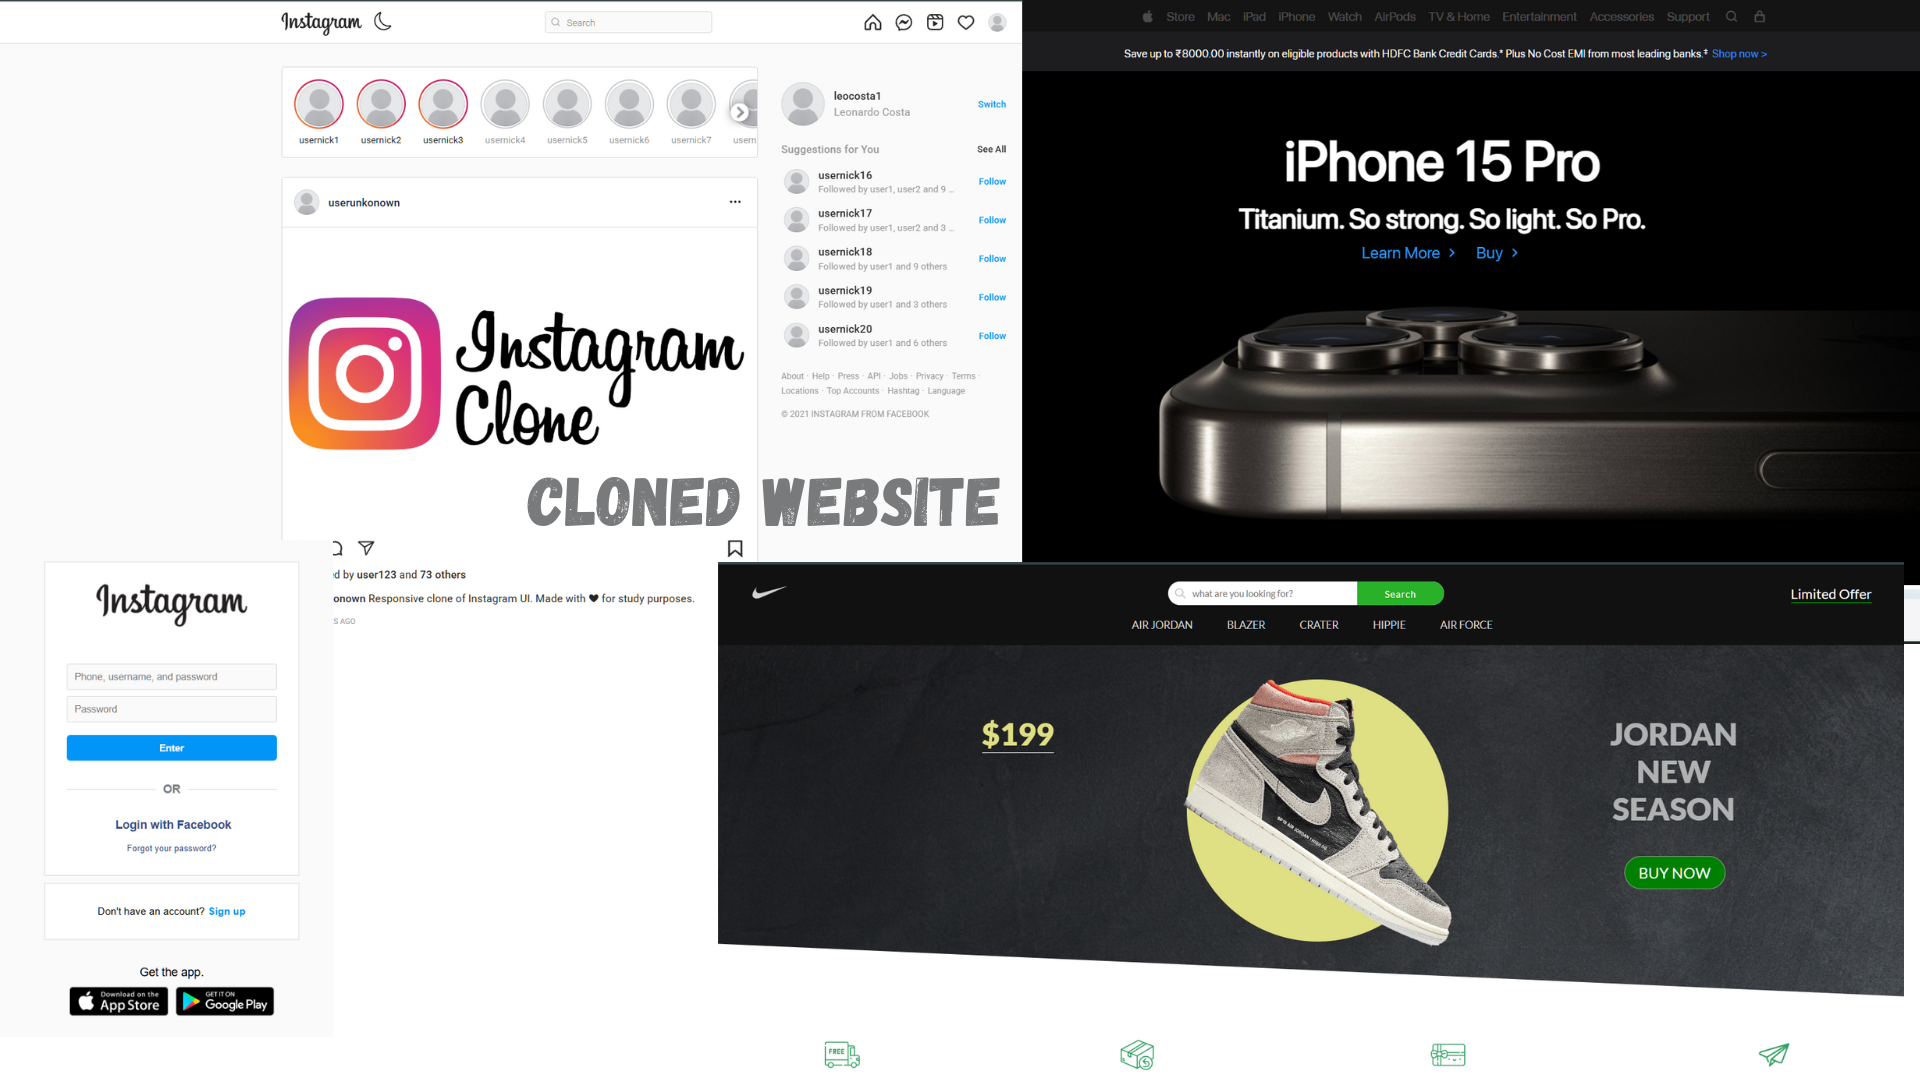 Instagram
Search
usernick1 usernick2 usernick3 usernick4 usernick5 usernick6 usernick7 usern
leocosta1
Leonardo Costa
Switch
Suggestions for You
See All
usernick16
Followed by user1, user2 and 9 ...
Follow
usernick17
Followed by user1, user2 and 3 ...
Follow
usernick18
Followed by user1 and 9 others
Follow
usernick19
Followed by user1 and 3 others
Follow
usernick20
Followed by user1 and 6 others
Follow
About · Help · Press · API · Jobs · Privacy · Terms ·
Locations · Top Accounts · Hashtag · Language
© 2021 INSTAGRAM FROM FACEBOOK
userunkonown
Instagram
Clone
CLONED WEBSITE
d by user123 and 73 others
onown Responsive clone of Instagram UI. Made with ❤ for study purposes.
S AGO
Store Mac iPad iPhone Watch AirPods TV & Home Entertainment Accessories Support
Save up to ₹8000.00 instantly on eligible products with HDFC Bank Credit Cards.* Plus No Cost EMI from most leading banks.‡ Shop now >
iPhone 15 Pro
Titanium. So strong. So light. So Pro.
Learn More > Buy >
Instagram
Phone, username, and password
Password
Enter
OR
Login with Facebook
Forgot your password?
Don't have an account? Sign up
Get the app.
Download on the
App Store
GET IT ON
Google Play
what are you looking for?
Search
Limited Offer
AIR JORDAN BLAZER CRATER HIPPIE AIR FORCE
$199
JORDAN
NEW
SEASON
BUY NOW
FREE